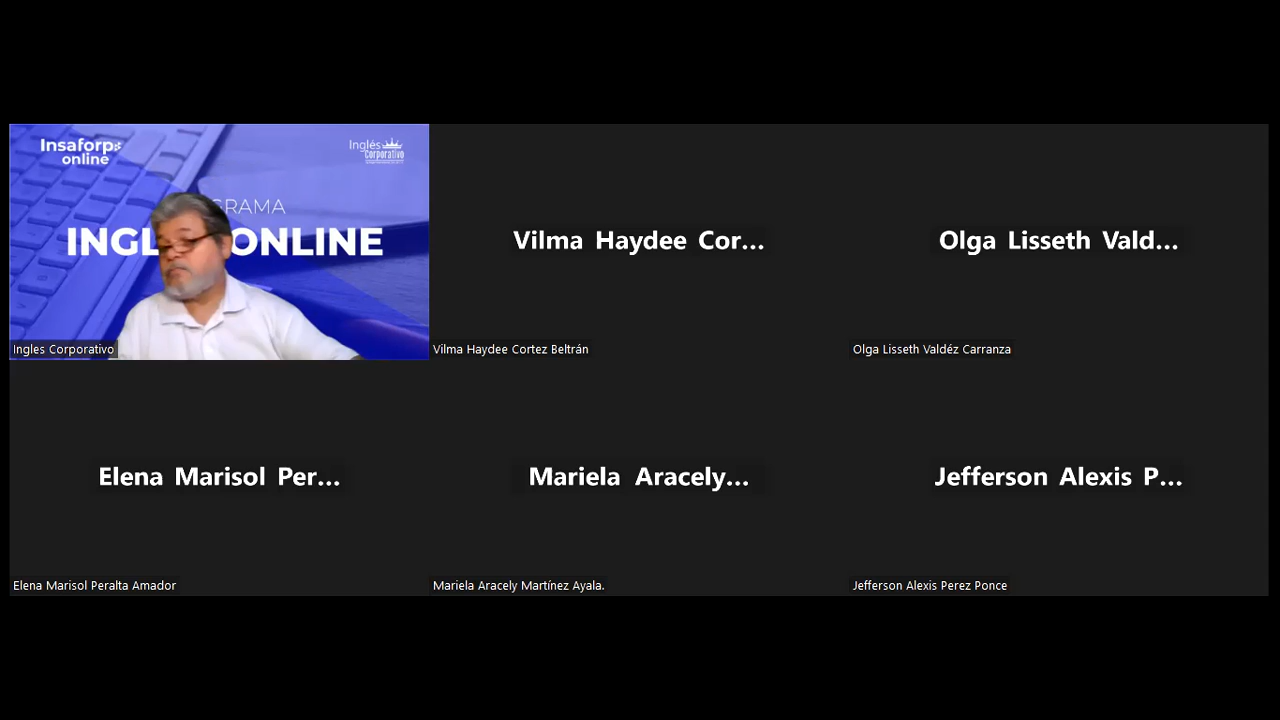 Insaforp
online
Inglés
Corporativo
GRAMA
INGL ONLINE
Ingles Corporativo
Vilma Haydee Cor...
Vilma Haydee Cortez Beltrán
Olga Lisseth Vald...
Olga Lisseth Valdéz Carranza
Elena Marisol Per...
Elena Marisol Peralta Amador
Mariela Aracely...
Mariela Aracely Martínez Ayala.
Jefferson Alexis P...
Jefferson Alexis Perez Ponce